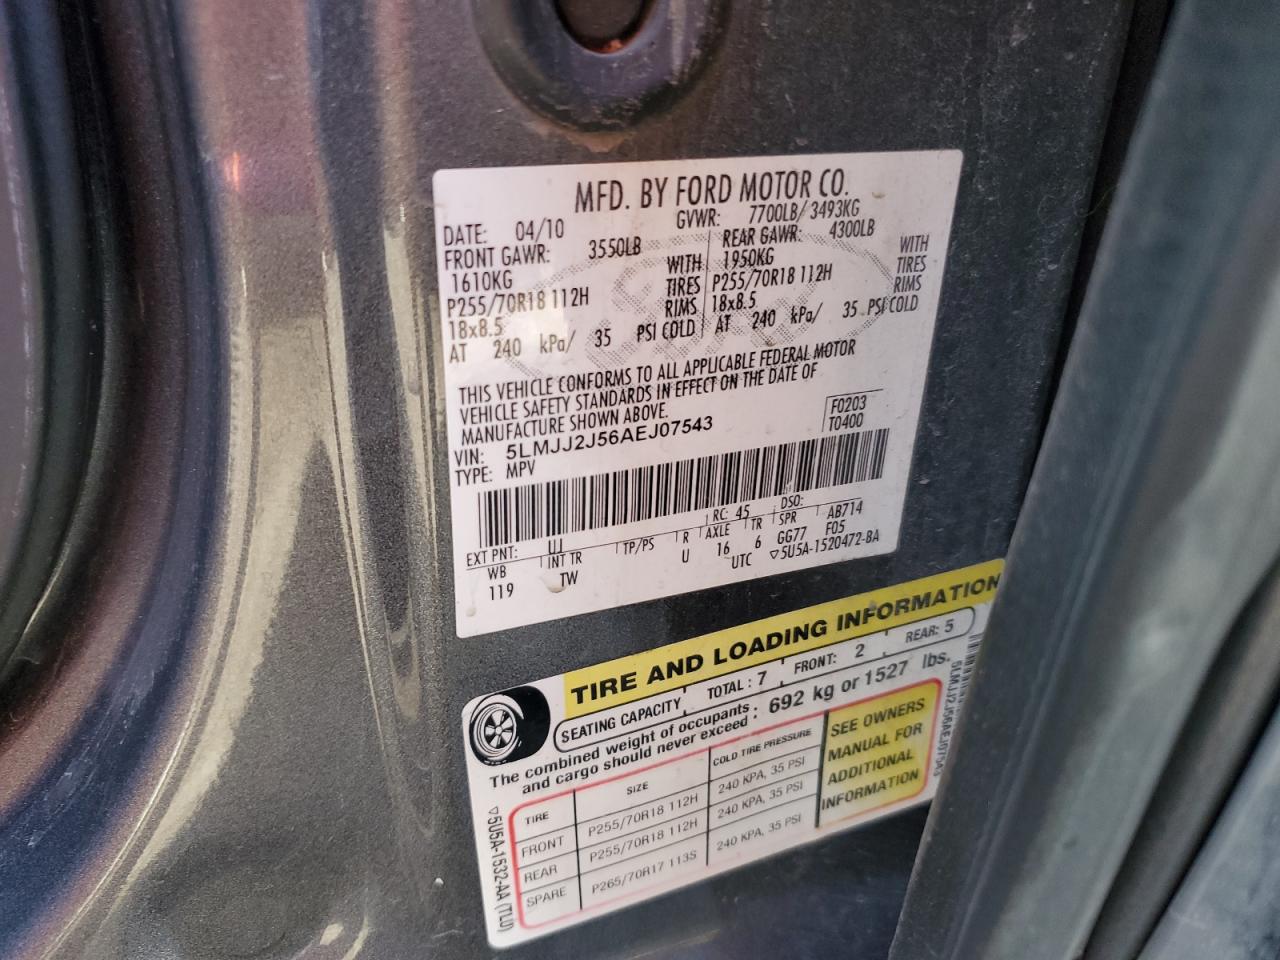 MFD. BY FORD MOTOR CO.
DATE: 04/10 GVWR: 7700LB/ 3493KG
FRONT GAWR: 3550LB REAR GAWR: 4300LB
1610KG WITH 1950KG WITH
P255/70R18 112H TIRES P255/70R18 112H TIRES
18x8.5 RIMS 18x8.5 RIMS
AT 240 kPa/ 35 PSI COLD AT 240 kPa/ 35 PSI COLD
THIS VEHICLE CONFORMS TO ALL APPLICABLE FEDERAL MOTOR
VEHICLE SAFETY STANDARDS IN EFFECT ON THE DATE OF
MANUFACTURE SHOWN ABOVE.
VIN: 5LMJJ2J56AEJ07543 F0203
TYPE: MPV T0400
EXT PNT: UJ RC: 45 DSO:
WB INT TR TP/PS R AXLE TR SPR AB714
119 TW U 16 6 GG77 F05
UTC ▽5U5A-1520472-BA
TIRE AND LOADING INFORMATION
SEATING CAPACITY TOTAL: 7 FRONT: 2 REAR: 5
The combined weight of occupants and cargo should never exceed: 692 kg or 1527 lbs.
TIRE SIZE COLD TIRE PRESSURE
FRONT P255/70R18 112H 240 KPA, 35 PSI
REAR P255/70R18 112H 240 KPA, 35 PSI
SPARE P265/70R17 113S 240 KPA, 35 PSI
SEE OWNERS
MANUAL FOR
ADDITIONAL
INFORMATION
▽5U5A-1532-AA (TLU)
5LMJJ2J56AEJ07543